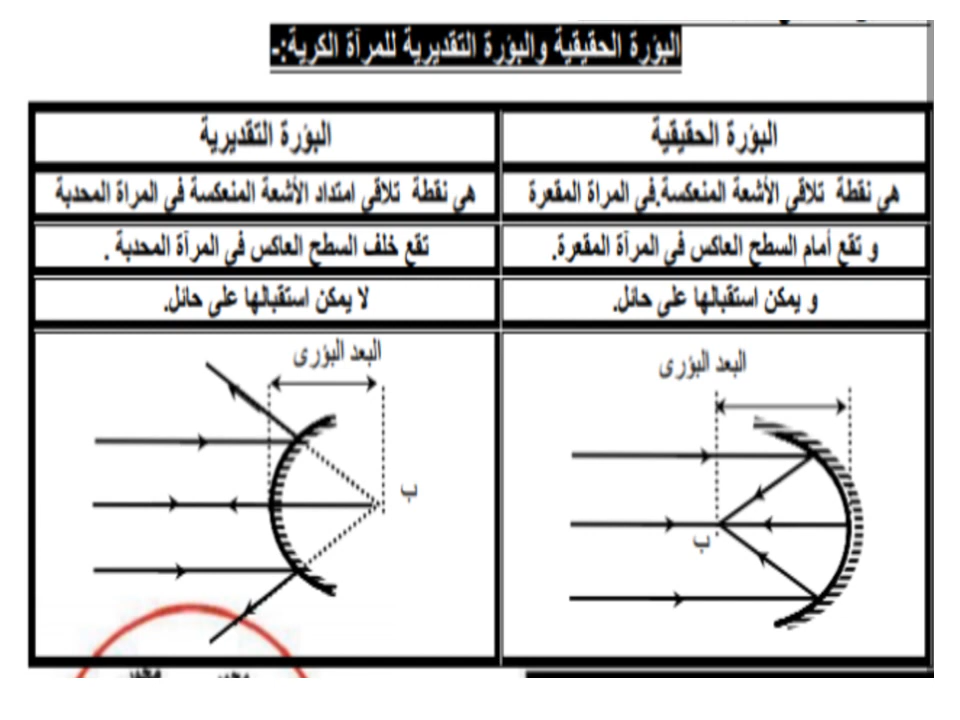 البؤرة الحقيقية والبؤرة التقديرية للمرآة الكرية:-
البؤرة الحقيقية
البؤرة التقديرية
هى نقطة تلاقي الأشعة المنعكسة.في المراة المقعرة
هى نقطة تلاقي امتداد الأشعة المنعكسة في المراة المحدبة
و تقع أمام السطح العاكس في المرآة المقعرة.
تقع خلف السطح العاكس في المرآة المحدبة .
و يمكن استقبالها على حائل.
لا يمكن استقبالها على حائل.
البعد البؤرى
ب
البعد البؤرى
ب